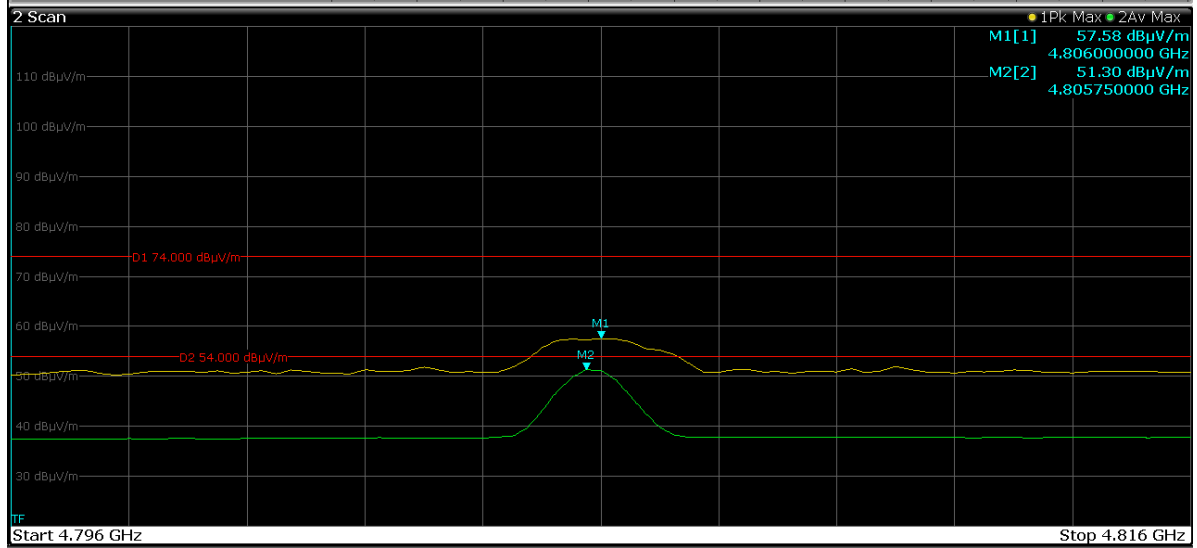 2 Scan
1Pk Max 2Av Max
M1[1] 57.58 dBµV/m
4.806000000 GHz
M2[2] 51.30 dBµV/m
4.805750000 GHz
110 dBµV/m
100 dBµV/m
90 dBµV/m
80 dBµV/m
D1 74.000 dBµV/m
70 dBµV/m
60 dBµV/m
M1
D2 54.000 dBµV/m
M2
50 dBµV/m
40 dBµV/m
30 dBµV/m
TF
Start 4.796 GHz
Stop 4.816 GHz